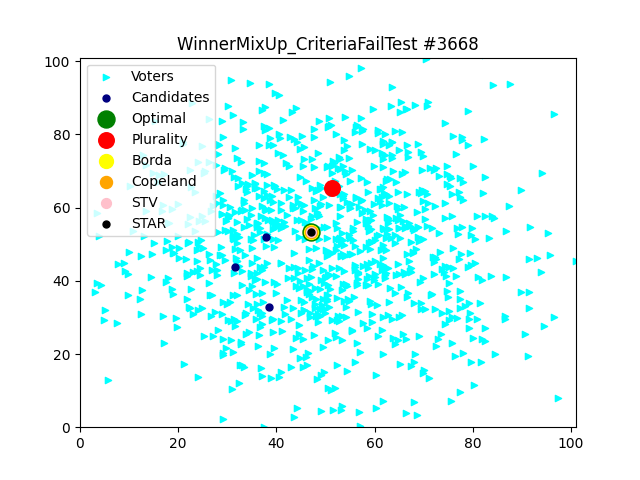 WinnerMixUp_CriteriaFailTest #3668
100
80
60
40
20
0
0
20
40
60
80
100
Voters
Candidates
Optimal
Plurality
Borda
Copeland
STV
STAR